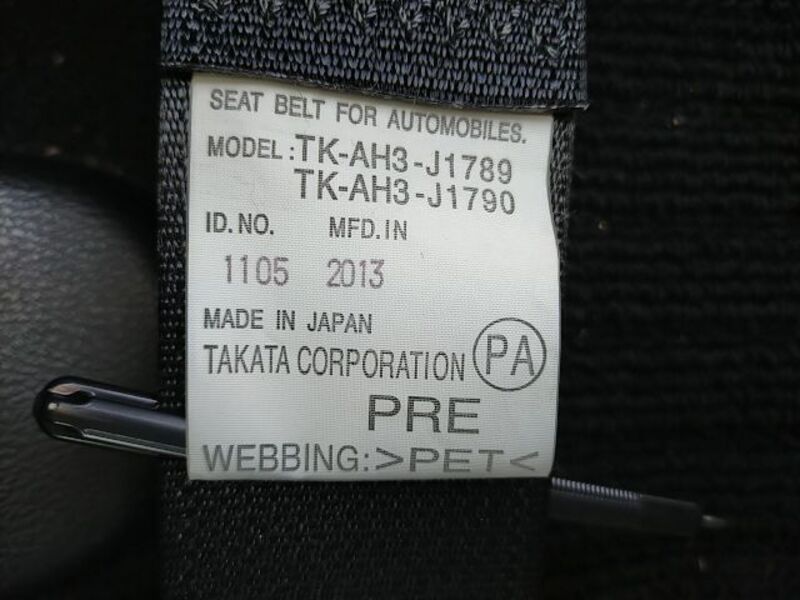 SEAT BELT FOR AUTOMOBILES.
MODEL: TK-AH3-J1789
TK-AH3-J1790
ID.NO. MFD.IN
1105 2013
MADE IN JAPAN
TAKATA CORPORATION PA
PRE
WEBBING:>PET<